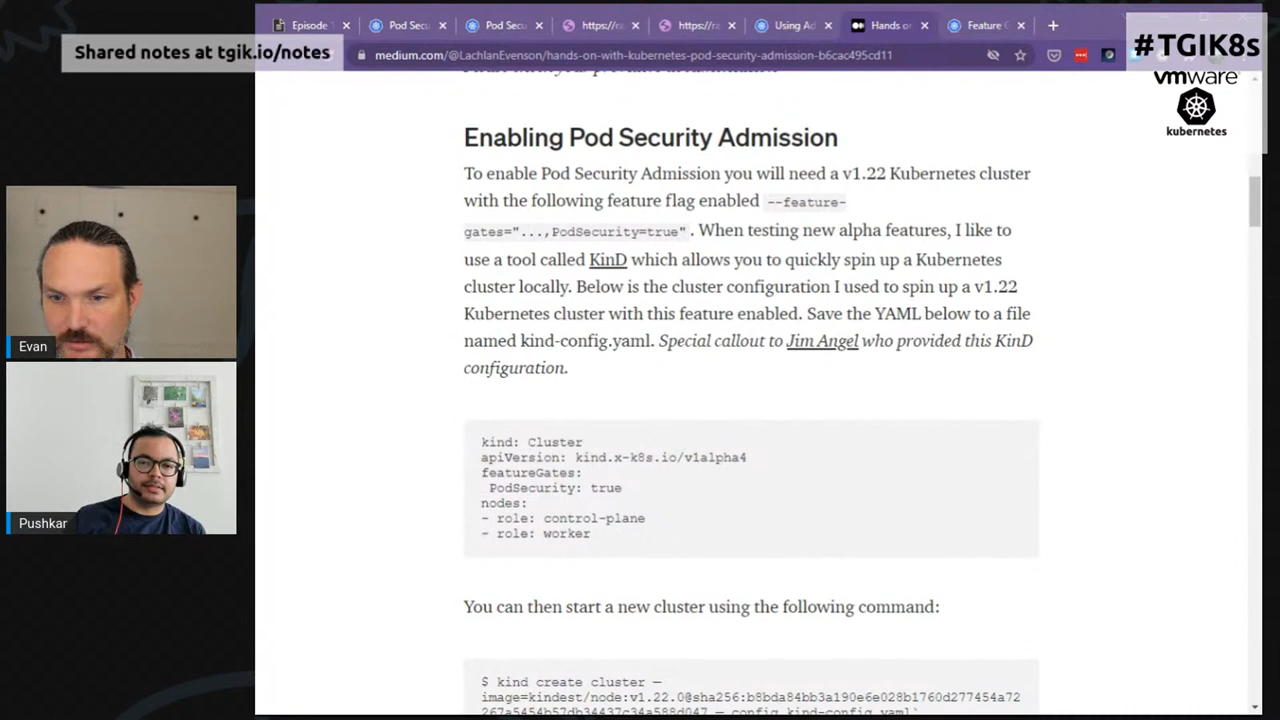 Episode
Pod Secu
Pod Secu
https://ra
https://ra
Using Ad
Hands on
Feature G
Shared notes at tgik.io/notes
medium.com/@LachlanEvenson/hands-on-with-kubernetes-pod-security-admission-b6cac495cd11
#TGIK8s
vmware
kubernetes
Enabling Pod Security Admission
To enable Pod Security Admission you will need a v1.22 Kubernetes cluster
with the following feature flag enabled --feature-
gates="...,PodSecurity=true". When testing new alpha features, I like to
use a tool called KinD which allows you to quickly spin up a Kubernetes
cluster locally. Below is the cluster configuration I used to spin up a v1.22
Kubernetes cluster with this feature enabled. Save the YAML below to a file
named kind-config.yaml. Special callout to Jim Angel who provided this KinD
configuration.
Evan
Pushkar
kind: Cluster
apiVersion: kind.x-k8s.io/v1alpha4
featureGates:
PodSecurity: true
nodes:
- role: control-plane
- role: worker
You can then start a new cluster using the following command:
$ kind create cluster —
image=kindest/node:v1.22.0@sha256:b8bda84bb3a190e6e028b1760d277454a72
267a5454b57db34437c34a588d047 — config kind-config.yaml`